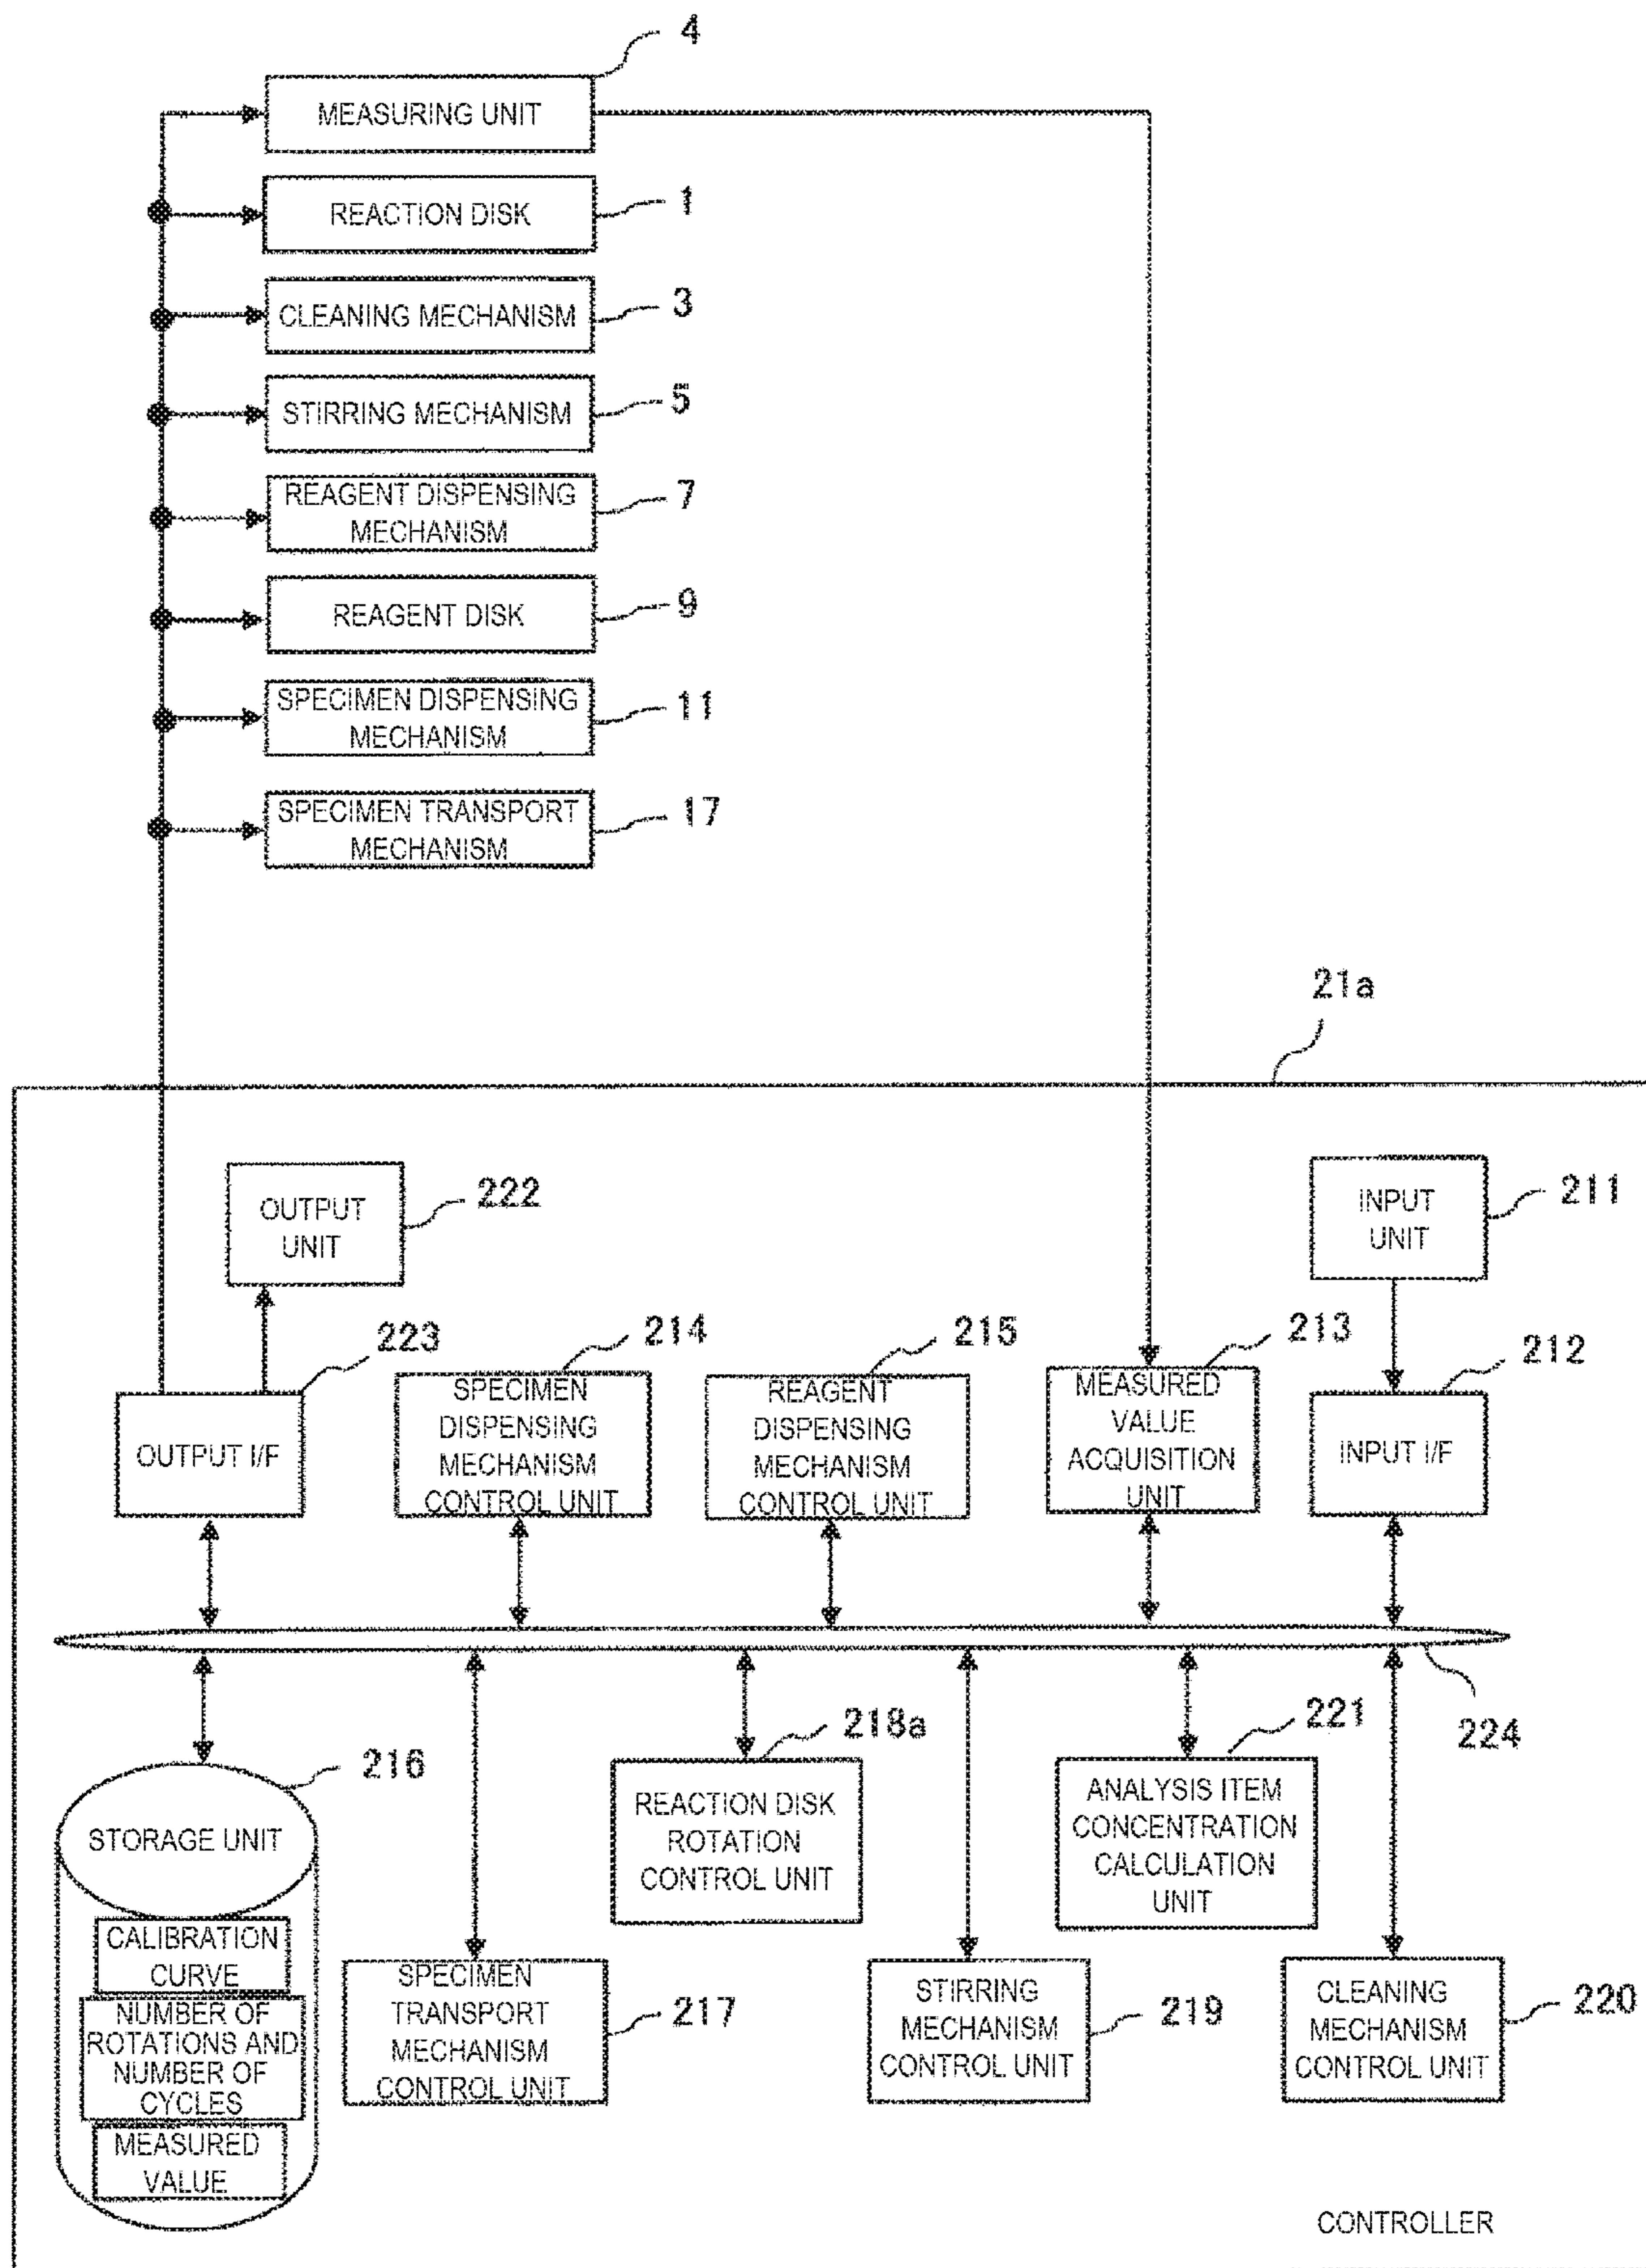 4
MEASURING UNIT
1
REACTION DISK
3
CLEANING MECHANISM
5
STIRRING MECHANISM
7
REAGENT DISPENSING
MECHANISM
9
REAGENT DISK
11
SPECIMEN DISPENSING
MECHANISM
17
SPECIMEN TRANSPORT
MECHANISM
21a
222
OUTPUT
UNIT
211
INPUT
UNIT
223
OUTPUT I/F
214
SPECIMEN
DISPENSING
MECHANISM
CONTROL UNIT
215
REAGENT
DISPENSING
MECHANISM
CONTROL UNIT
213
MEASURED
VALUE
ACQUISITION
UNIT
212
INPUT I/F
224
216
STORAGE UNIT
CALIBRATION
CURVE
NUMBER OF
ROTATIONS AND
NUMBER OF
CYCLES
MEASURED
VALUE
217
SPECIMEN
TRANSPORT
MECHANISM
CONTROL UNIT
218a
REACTION DISK
ROTATION
CONTROL UNIT
219
STIRRING
MECHANISM
CONTROL UNIT
221
ANALYSIS ITEM
CONCENTRATION
CALCULATION
UNIT
220
CLEANING
MECHANISM
CONTROL UNIT
CONTROLLER